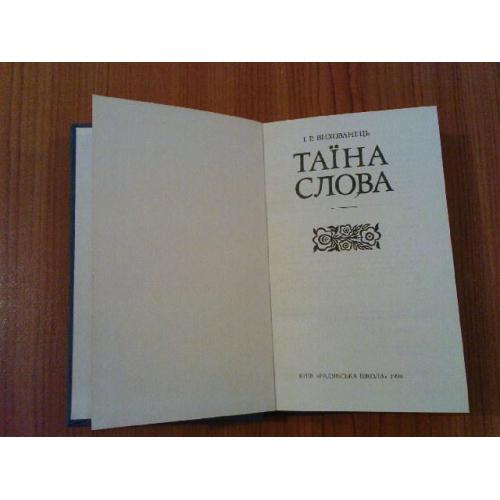 І. Р. ВИХОВАНЕЦЬ
ТАЇНА
СЛОВА
КИЇВ «РАДЯНСЬКА ШКОЛА» 1990